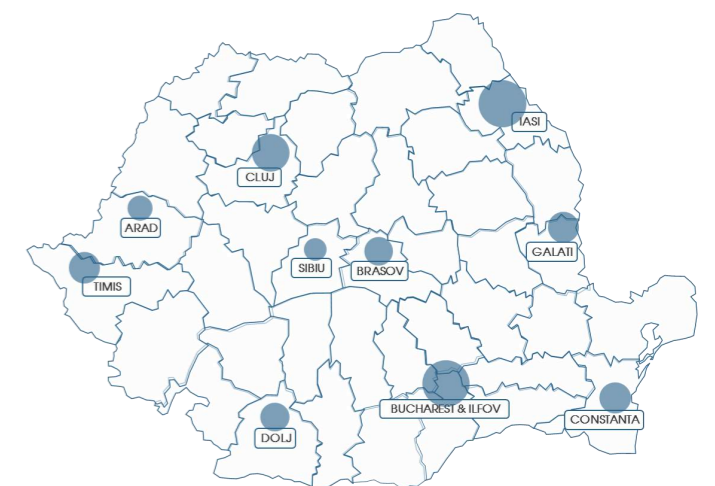 IASI
CLUJ
ARAD
GALATI
SIBIU
BRASOV
TIMIS
BUCHAREST & ILFOV
CONSTANTA
DOLJ